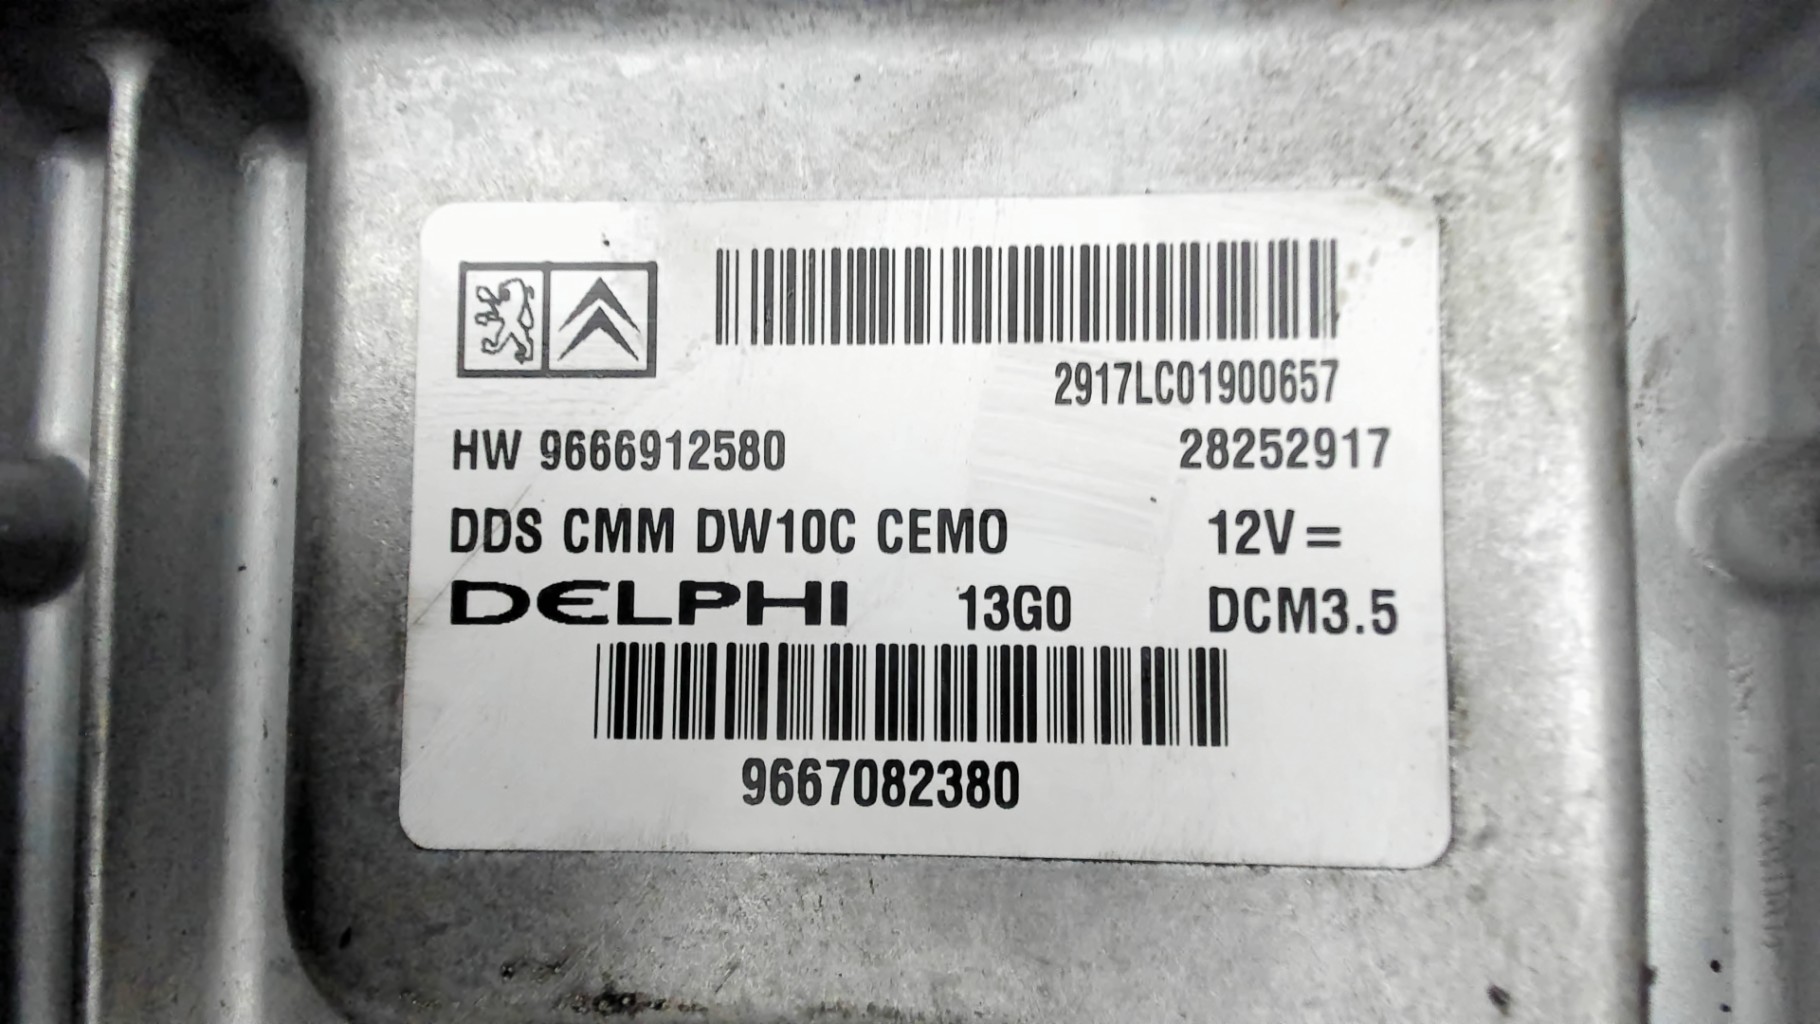 2917LC01900657
HW 9666912580 28252917
DDS CMM DW10C CEMO 12V =
DELPHI 13G0 DCM3.5
9667082380